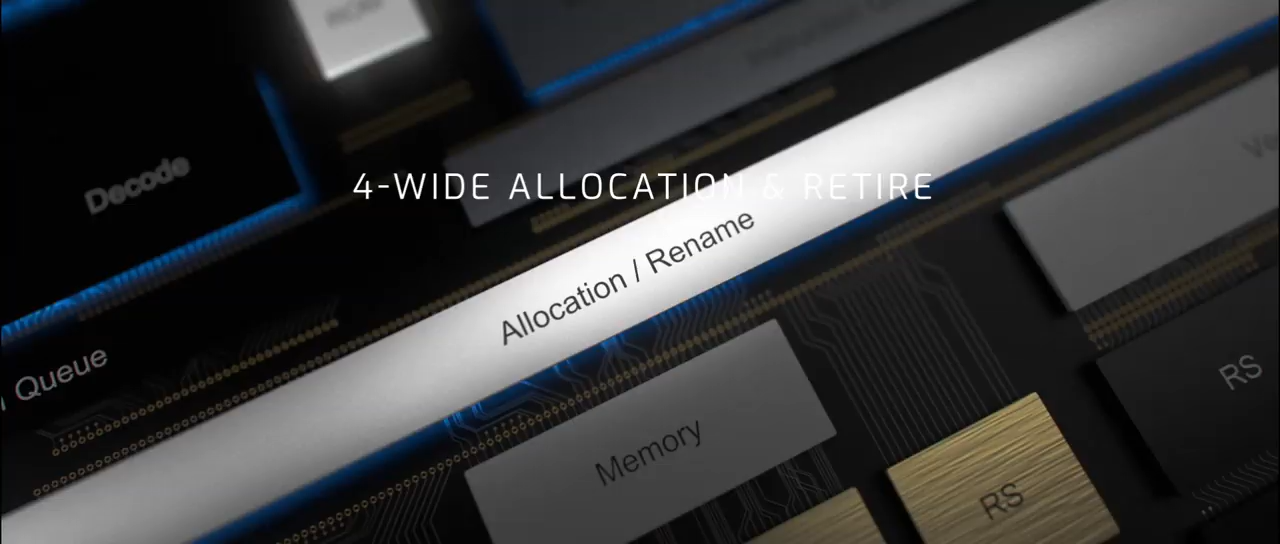 Decode
4-WIDE ALLOCATION & RETIRE
Allocation / Rename
Queue
Memory
RS
RS